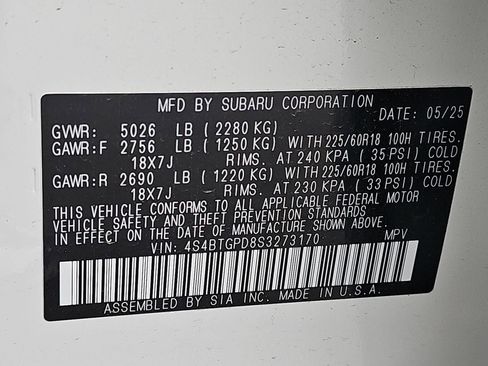 MFD BY SUBARU CORPORATION
DATE: 05/25
GVWR: 5026 LB (2280 KG)
GAWR:F 2756 LB (1250 KG) WITH 225/60R18 100H TIRES.
18X7J RIMS. AT 240 KPA (35 PSI) COLD
GAWR:R 2690 LB (1220 KG) WITH 225/60R18 100H TIRES.
18X7J RIMS. AT 230 KPA (33 PSI) COLD
THIS VEHICLE CONFORMS TO ALL APPLICABLE FEDERAL MOTOR
VEHICLE SAFETY AND THEFT PREVENTION STANDARDS
IN EFFECT ON THE DATE OF MANUFACTURE SHOWN ABOVE.
VIN: 4S4BTGPD8S3273170 MPV
ASSEMBLED BY SIA INC. MADE IN U.S.A.